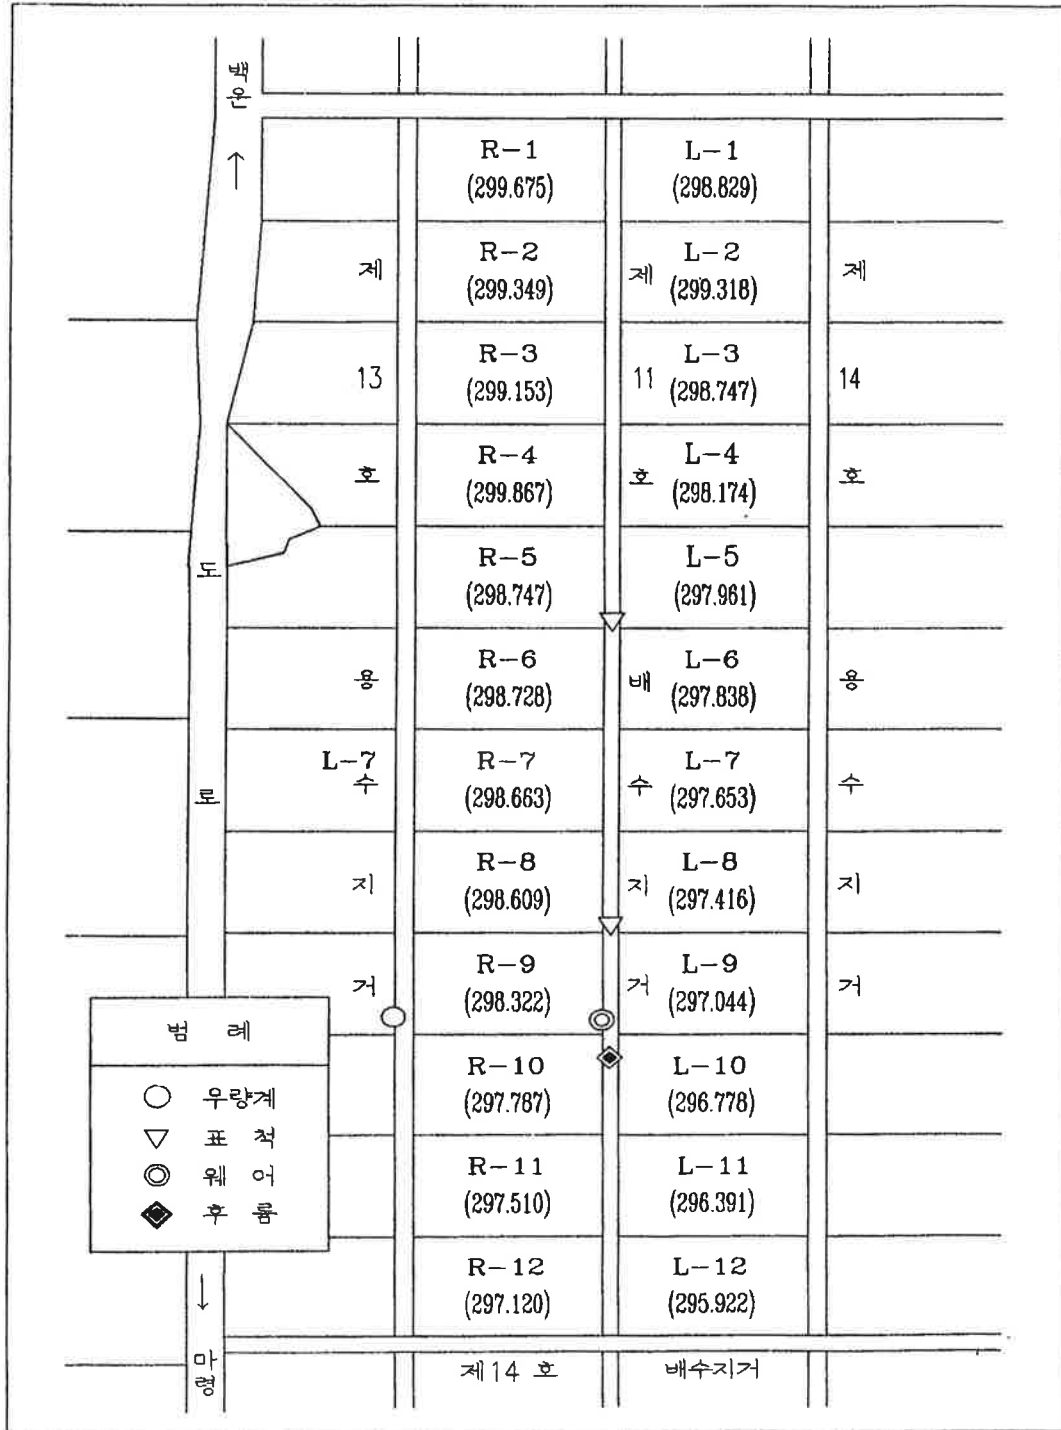 백운
↑
R-1
(299.675)
L-1
(298.829)
R-2
(299.349)
L-2
(299.318)
R-3
(299.153)
L-3
(298.747)
R-4
(299.867)
L-4
(298.174)
R-5
(298.747)
L-5
(297.961)
R-6
(298.728)
L-6
(297.838)
L-7
R-7
(298.663)
L-7
(297.653)
R-8
(298.609)
L-8
(297.416)
R-9
(298.322)
L-9
(297.044)
R-10
(297.787)
L-10
(296.778)
R-11
(297.510)
L-11
(296.391)
R-12
(297.120)
L-12
(295.922)
제 13 호 용 수 지 거
제 11 호 배 수 지 거
제 14 호 용 수 지 거
도 로
범 례
우량계
표 척
웨 어
후 륨
↓
마령
제14 호 배수지거